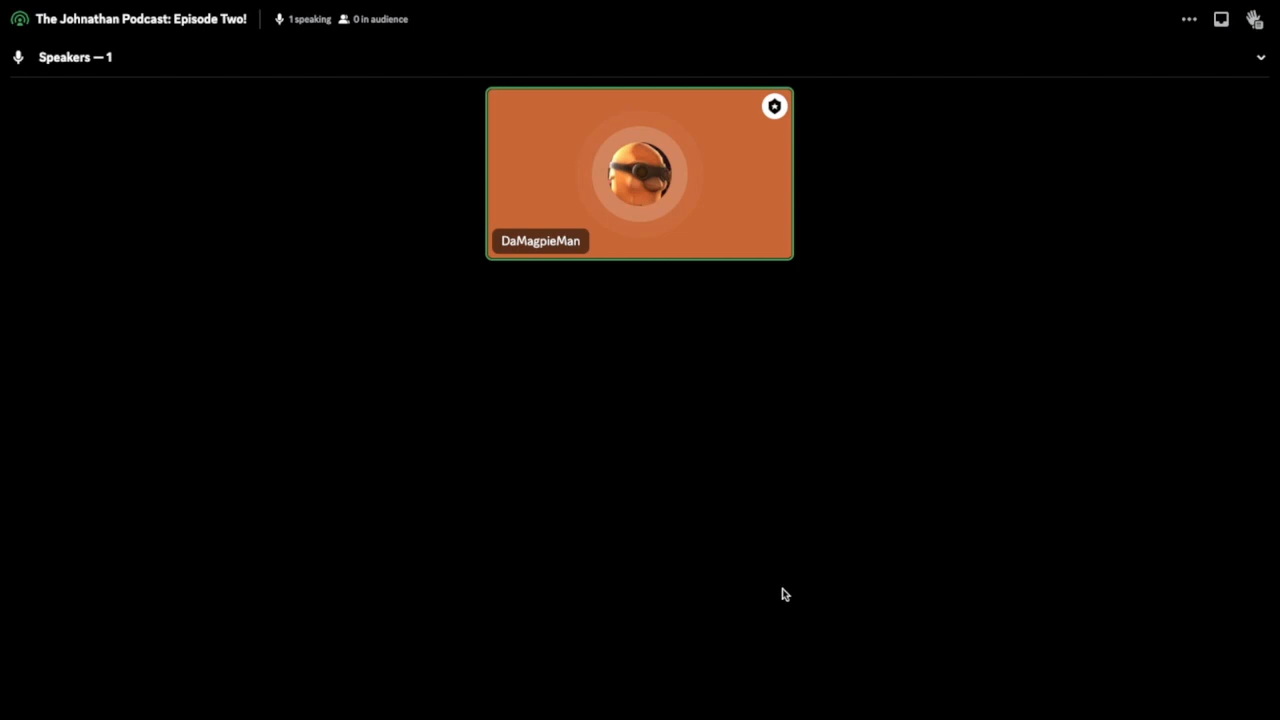 The Johnathan Podcast: Episode Two! 1 speaking 0 in audience
Speakers — 1
DaMagpieMan